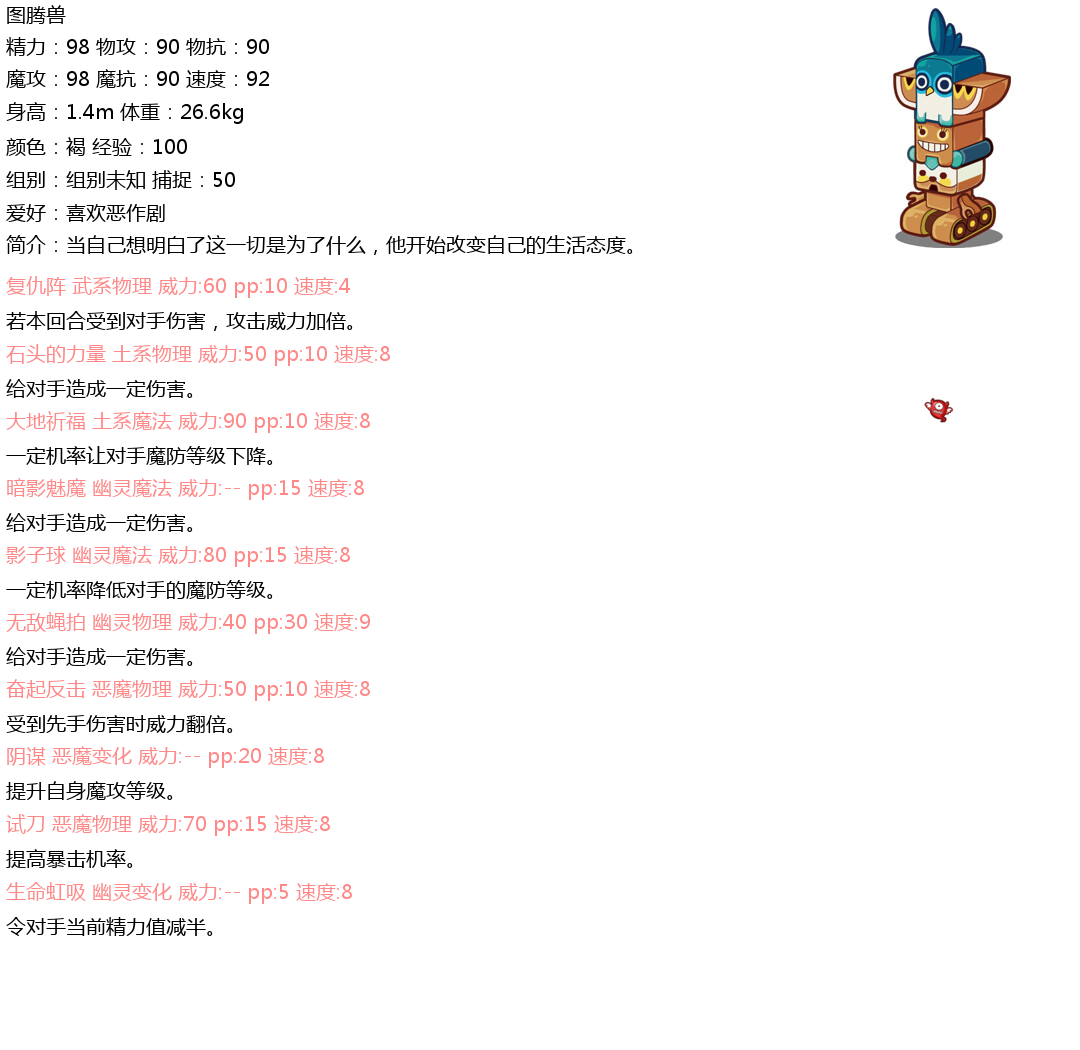 图腾兽
精力：98 物攻：90 物抗：90
魔攻：98 魔抗：90 速度：92
身高：1.4m 体重：26.6kg
颜色：褐 经验：100
组别：组别未知 捕捉：50
爱好：喜欢恶作剧
简介：当自己想明白了这一切是为了什么，他开始改变自己的生活态度。
复仇阵 武系物理 威力:60 pp:10 速度:4
若本回合受到对手伤害，攻击威力加倍。
石头的力量 土系物理 威力:50 pp:10 速度:8
给对手造成一定伤害。
大地祈福 土系魔法 威力:90 pp:10 速度:8
一定机率让对手魔防等级下降。
暗影魅魔 幽灵魔法 威力:-- pp:15 速度:8
给对手造成一定伤害。
影子球 幽灵魔法 威力:80 pp:15 速度:8
一定机率降低对手的魔防等级。
无敌蝇拍 幽灵物理 威力:40 pp:30 速度:9
给对手造成一定伤害。
奋起反击 恶魔物理 威力:50 pp:10 速度:8
受到先手伤害时威力翻倍。
阴谋 恶魔变化 威力:-- pp:20 速度:8
提升自身魔攻等级。
试刀 恶魔物理 威力:70 pp:15 速度:8
提高暴击机率。
生命虹吸 幽灵变化 威力:-- pp:5 速度:8
令对手当前精力值减半。